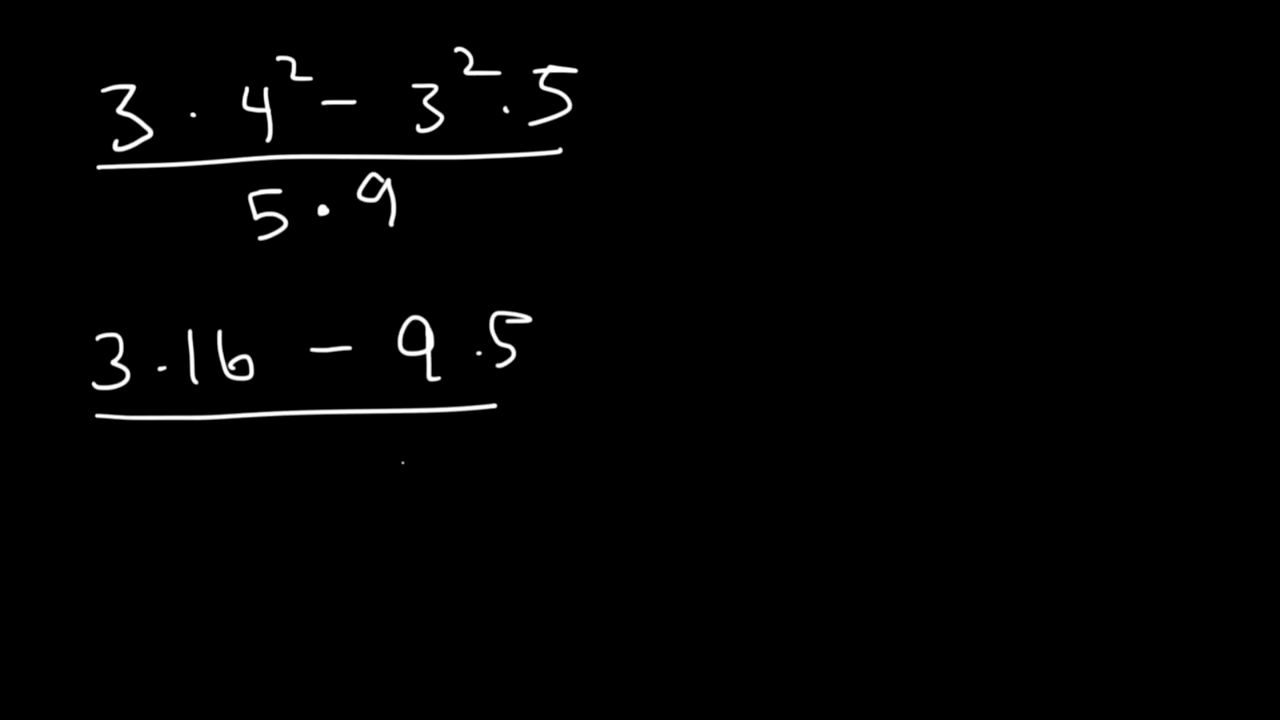 3 · 4² − 3² · 5
5 · 9
3 · 16 − 9 · 5